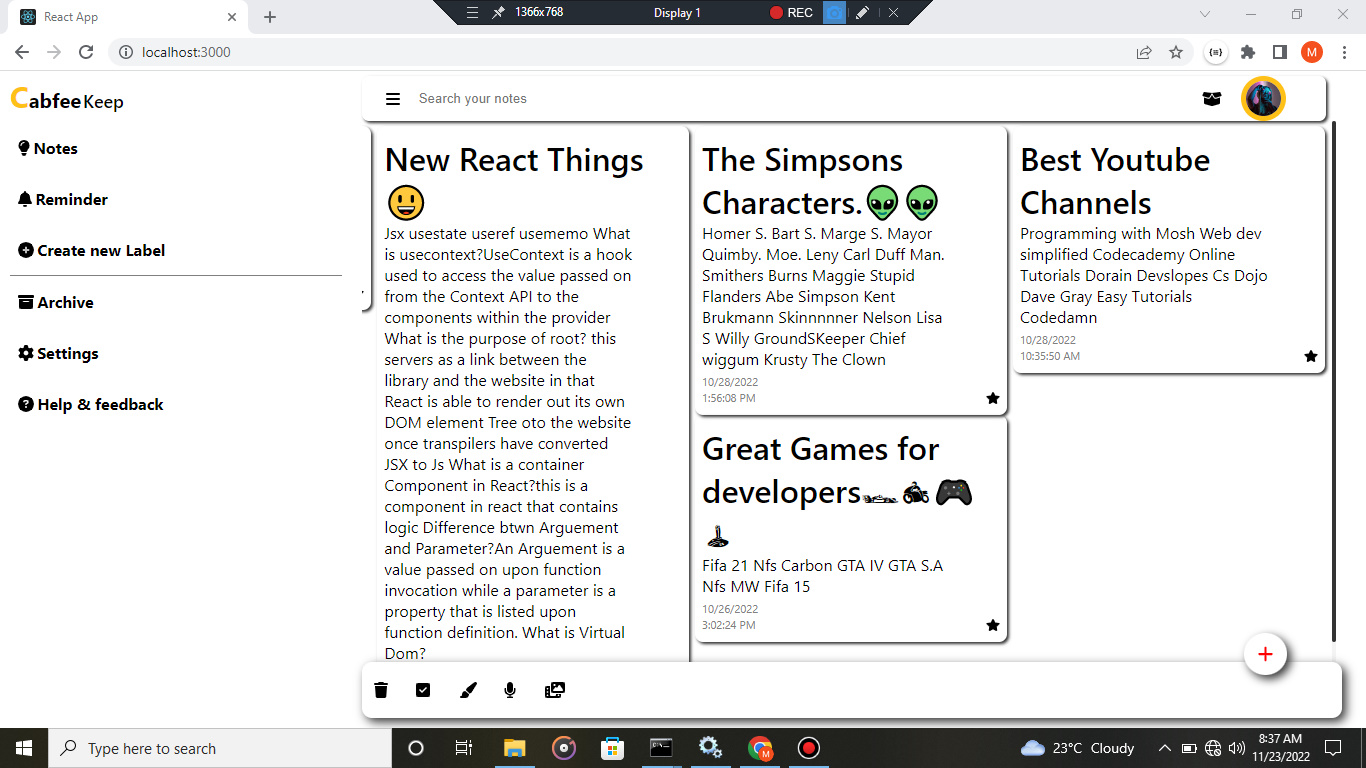 React App
1366x768
Display 1
REC
localhost:3000
M
Cabfee Keep
Notes
Reminder
Create new Label
Archive
Settings
Help & feedback
Search your notes
New React Things
😃
Jsx usestate useref usememo What
is usecontext?UseContext is a hook
used to access the value passed on
from the Context API to the
components within the provider
What is the purpose of root? this
servers as a link between the
library and the website in that
React is able to render out its own
DOM element Tree oto the website
once transpilers have converted
JSX to Js What is a container
Component in React?this is a
component in react that contains
logic Difference btwn Arguement
and Parameter?An Arguement is a
value passed on upon function
invocation while a parameter is a
property that is listed upon
function definition. What is Virtual
Dom?
The Simpsons
Characters.👽👽
Homer S. Bart S. Marge S. Mayor
Quimby. Moe. Leny Carl Duff Man.
Smithers Burns Maggie Stupid
Flanders Abe Simpson Kent
Brukmann Skinnnnner Nelson Lisa
S Willy GroundSKeeper Chief
wiggum Krusty The Clown
10/28/2022
1:56:08 PM
Great Games for
developers🏎🏍🎮
🕹
Fifa 21 Nfs Carbon GTA IV GTA S.A
Nfs MW Fifa 15
10/26/2022
3:02:24 PM
Best Youtube
Channels
Programming with Mosh Web dev
simplified Codecademy Online
Tutorials Dorain Devslopes Cs Dojo
Dave Gray Easy Tutorials
Codedamn
10/28/2022
10:35:50 AM
Type here to search
M
23°C Cloudy
8:37 AM
11/23/2022